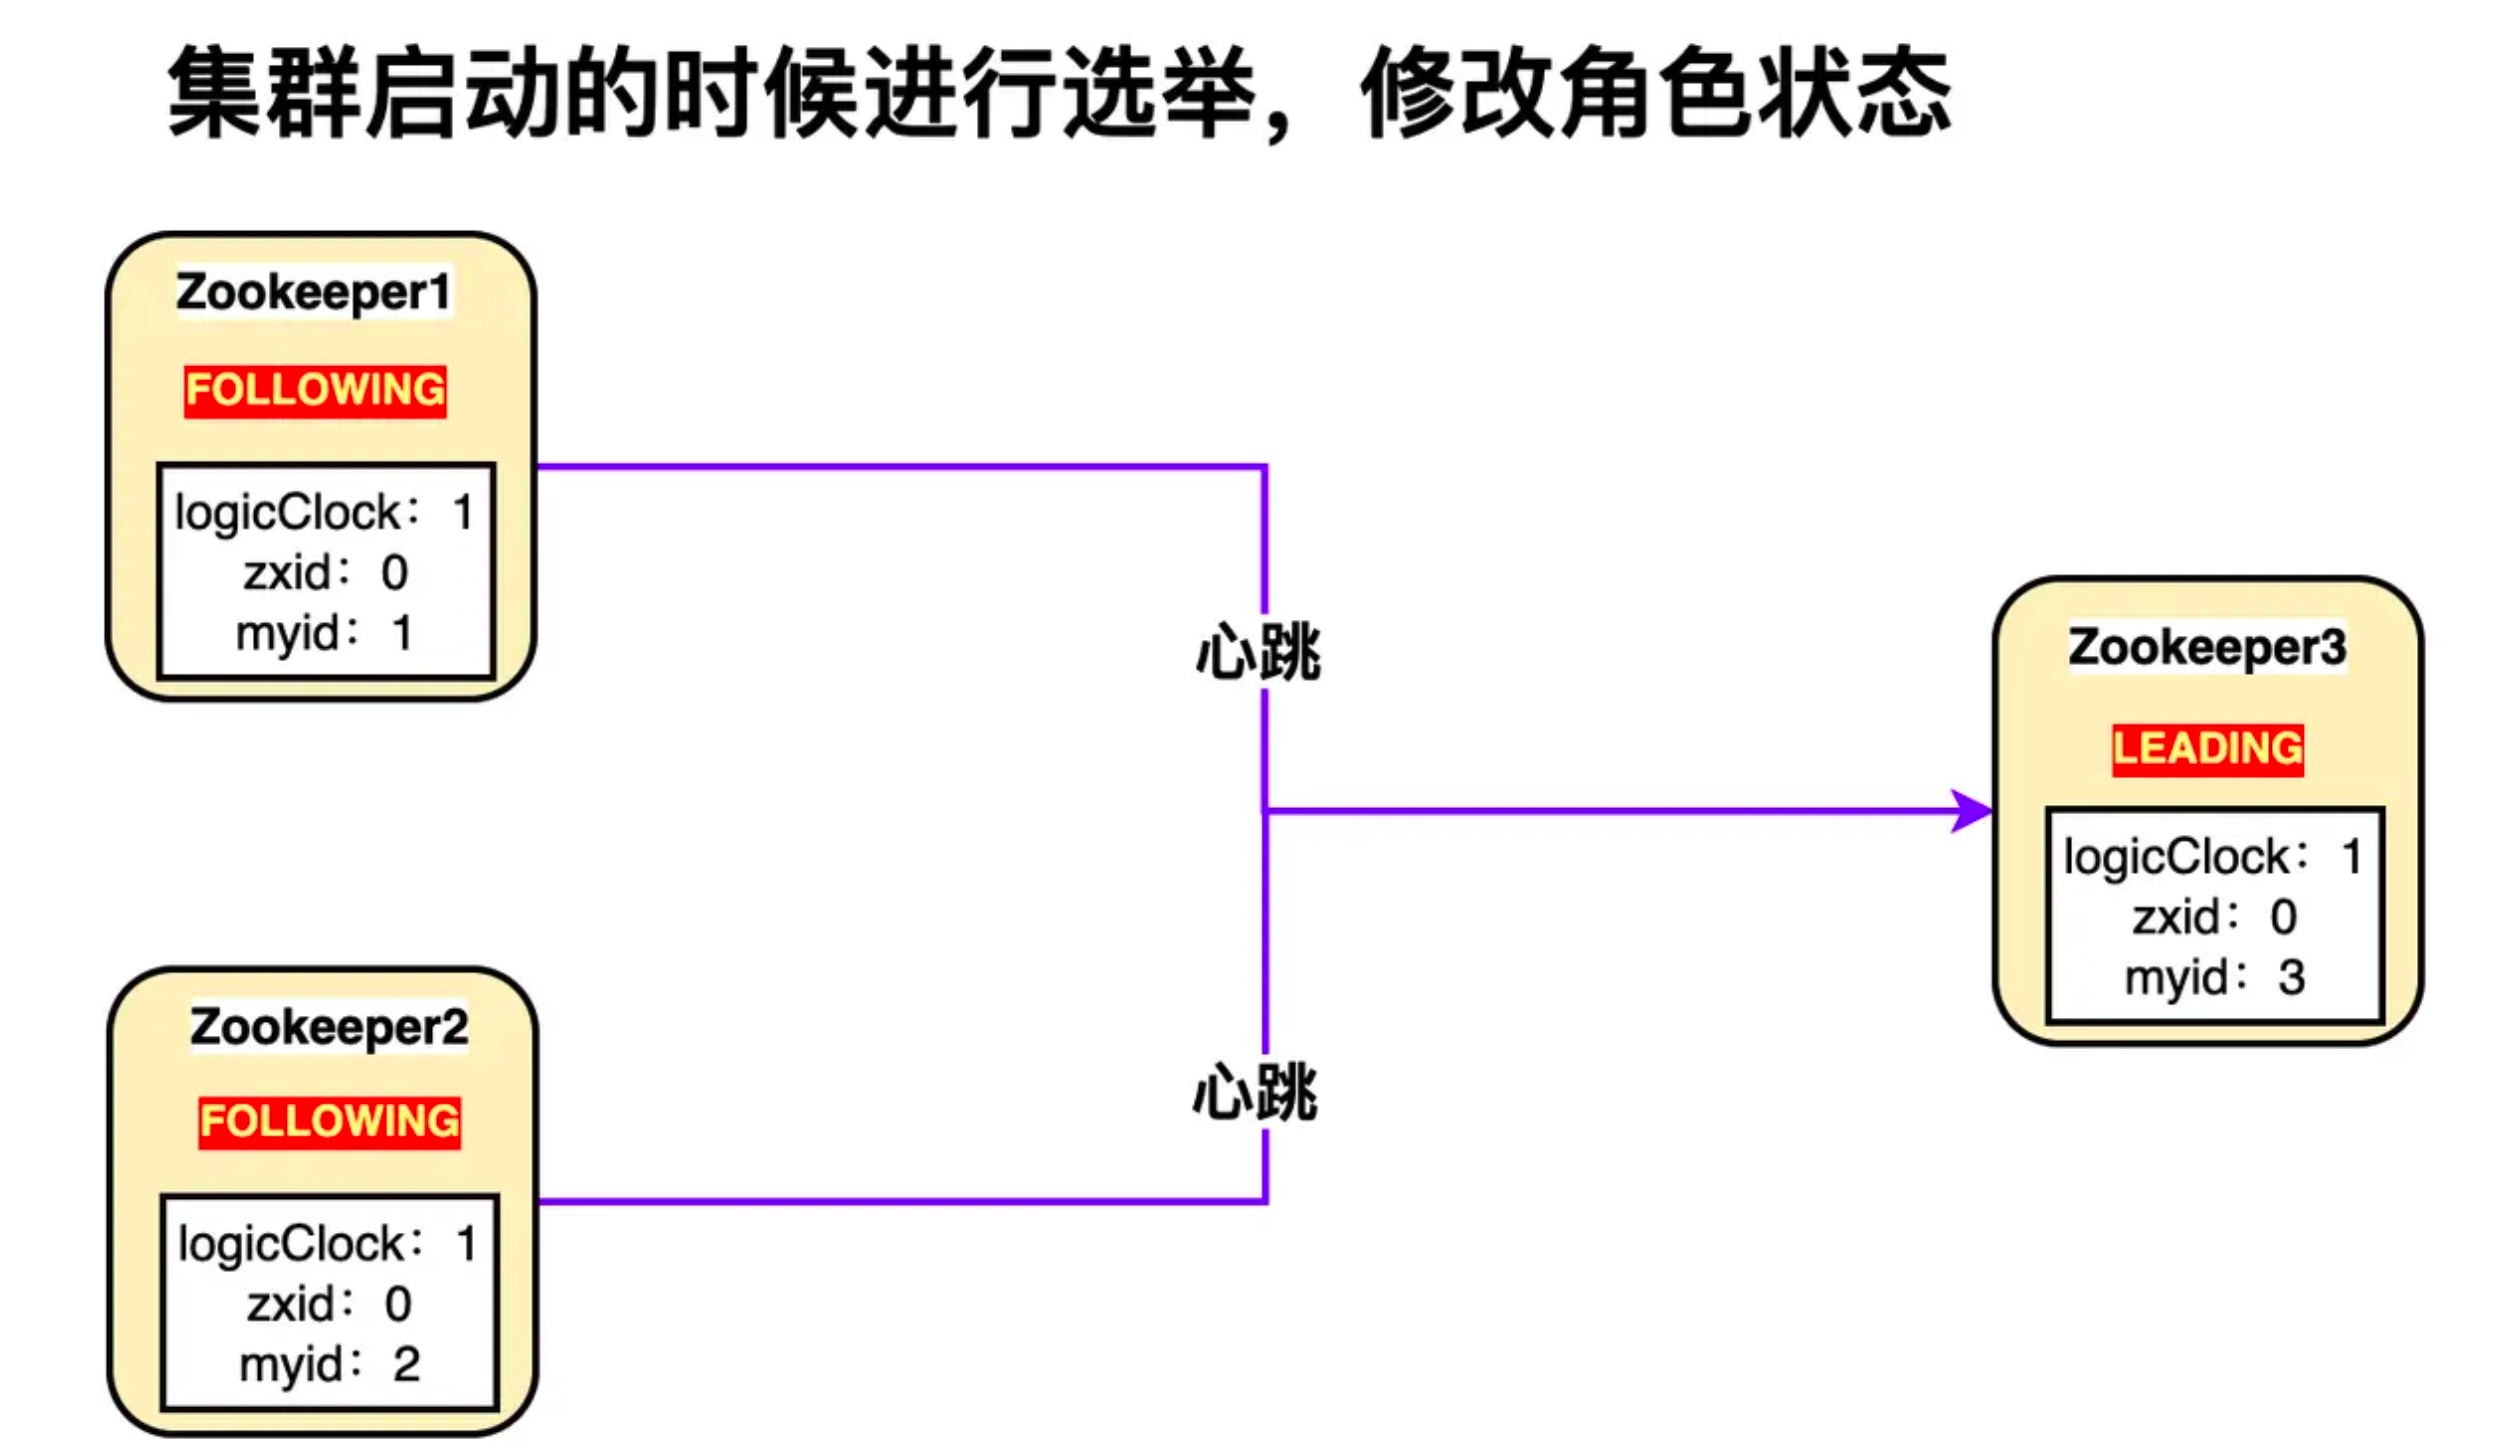 集群启动的时候进行选举，修改角色状态
Zookeeper1
FOLLOWING
logicClock：1
zxid：0
myid：1
心跳
Zookeeper3
LEADING
logicClock：1
zxid：0
myid：3
Zookeeper2
FOLLOWING
logicClock：1
zxid：0
myid：2
心跳